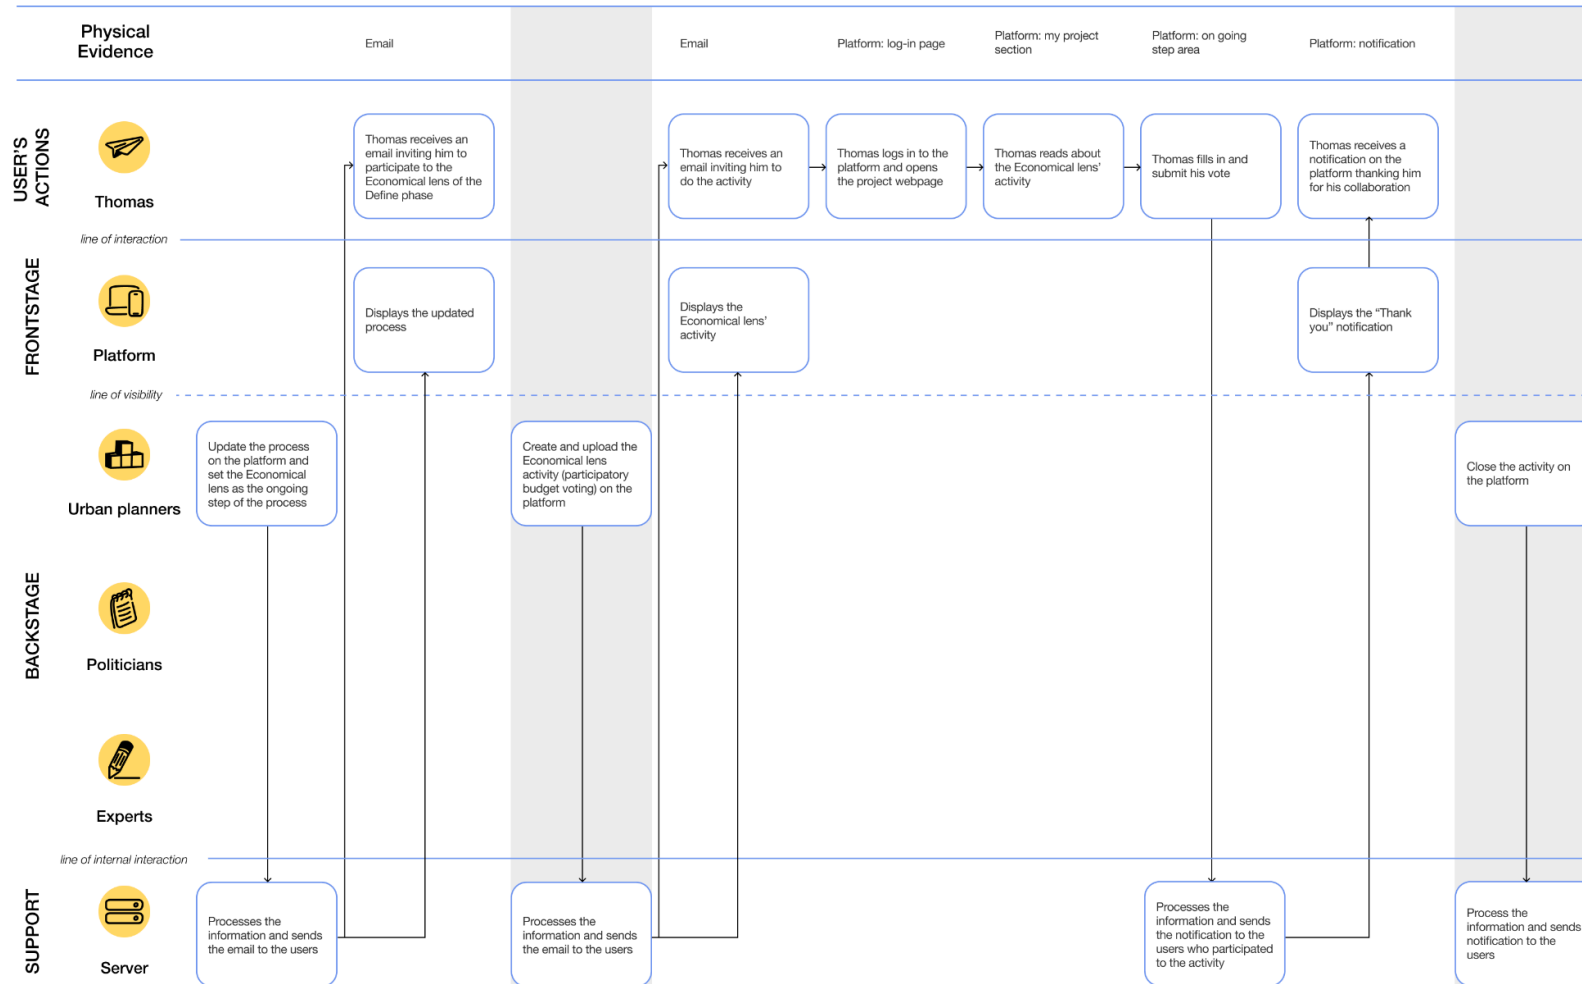 Physical
Evidence
Email
Email
Platform: log-in page
Platform: my project
section
Platform: on going
step area
Platform: notification
USER'S
ACTIONS
Thomas
Thomas receives an
email inviting him to
participate to the
Economical lens of the
Define phase
Thomas receives an
email inviting him to
do the activity
Thomas logs in to the
platform and opens
the project webpage
Thomas reads about
the Economical lens'
activity
Thomas fills in and
submit his vote
Thomas receives a
notification on the
platform thanking him
for his collaboration
line of interaction
FRONTSTAGE
Platform
Displays the updated
process
Displays the
Economical lens'
activity
Displays the “Thank
you” notification
line of visibility
BACKSTAGE
Urban planners
Update the process
on the platform and
set the Economical
lens as the ongoing
step of the process
Create and upload the
Economical lens
activity (participatory
budget voting) on the
platform
Close the activity on
the platform
Politicians
Experts
line of internal interaction
SUPPORT
Server
Processes the
information and sends
the email to the users
Processes the
information and sends
the email to the users
Processes the
information and sends
the notification to the
users who participated
to the activity
Process the
information and sends
notification to the
users